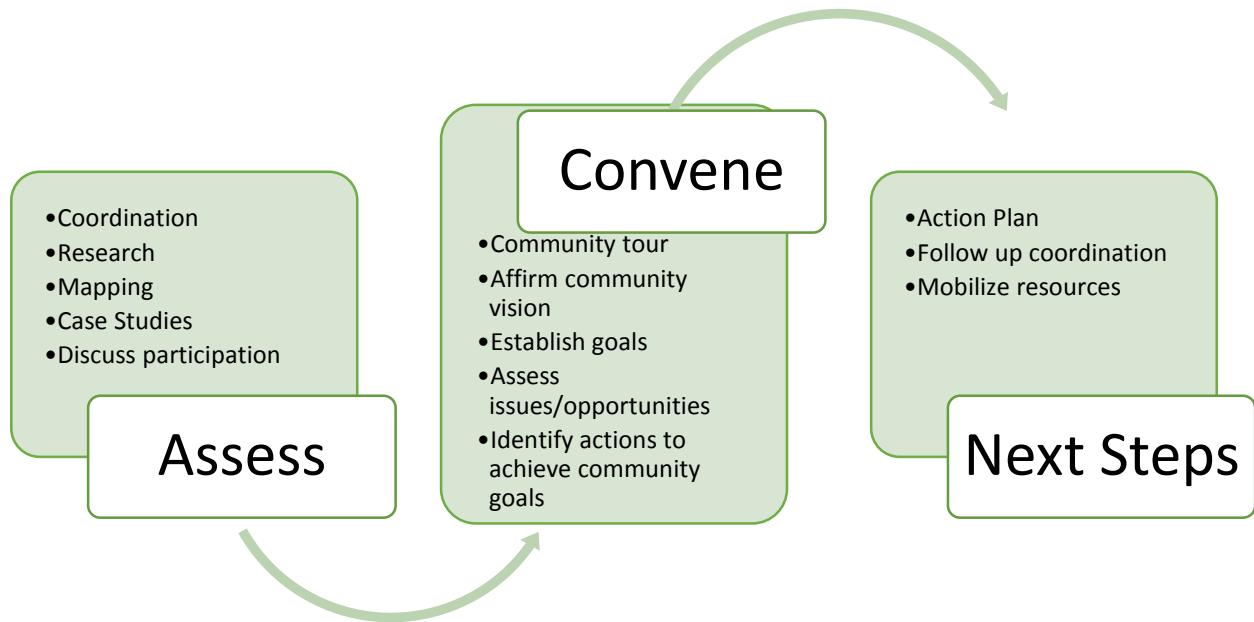 •Coordination
•Research
•Mapping
•Case Studies
•Discuss participation
Assess
Convene
•Community tour
•Affirm community
vision
•Establish goals
•Assess
issues/opportunities
•Identify actions to
achieve community
goals
•Action Plan
•Follow up coordination
•Mobilize resources
Next Steps